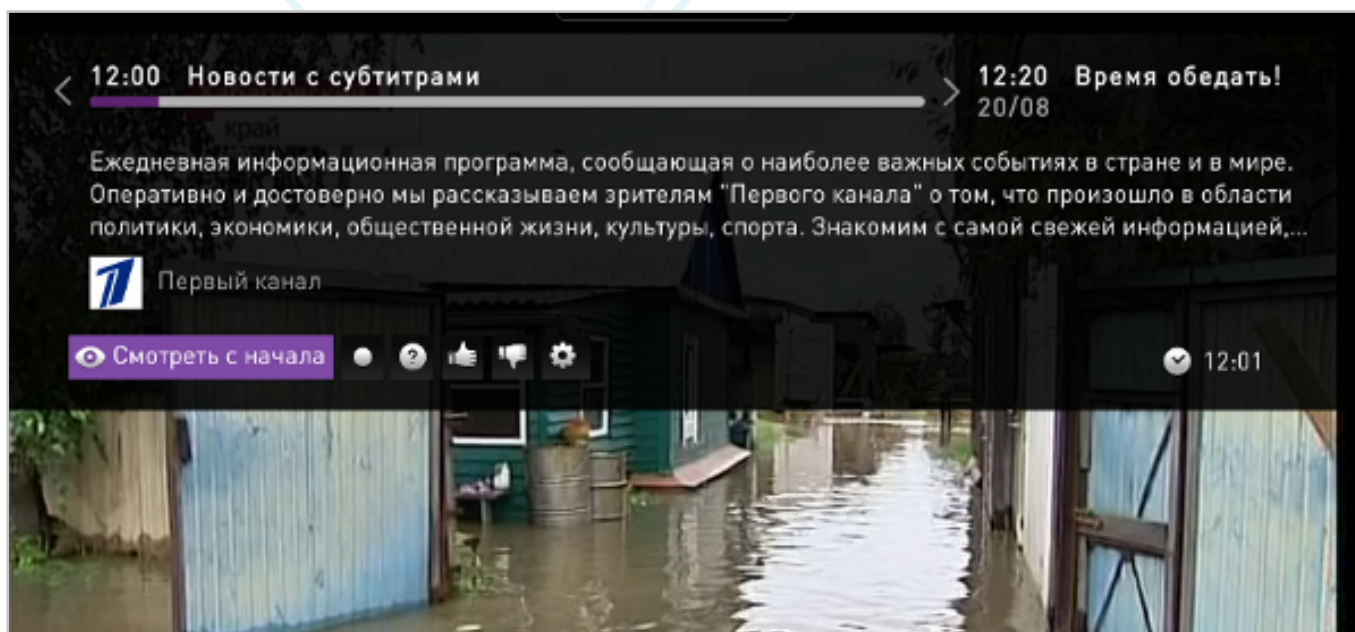 12:00 Новости с субтитрами
12:20 Время обедать!
20/08
край
Ежедневная информационная программа, сообщающая о наиболее важных событиях в стране и в мире.
Оперативно и достоверно мы рассказываем зрителям "Первого канала" о том, что произошло в области
политики, экономики, общественной жизни, культуры, спорта. Знакомим с самой свежей информацией,...
1
Первый канал
Смотреть с начала
?
12:01